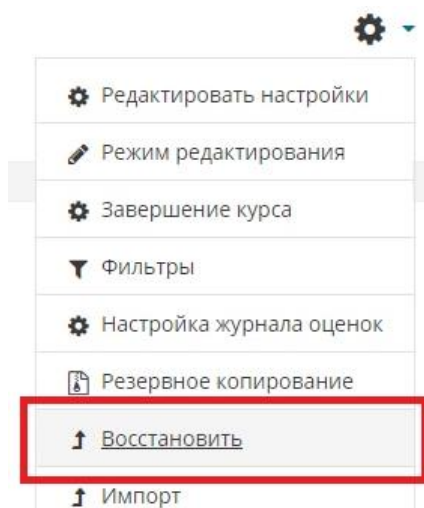 Редактировать настройки
Режим редактирования
Завершение курса
Фильтры
Настройка журнала оценок
Резервное копирование
Восстановить
Импорт